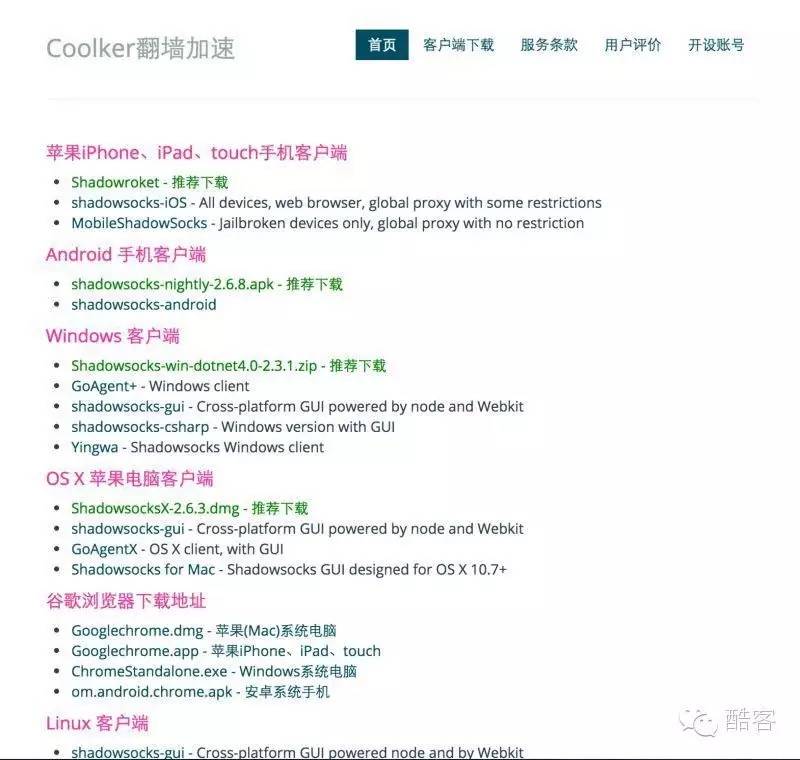 Coolker翻墙加速
首页 客户端下载 服务条款 用户评价 开设账号
苹果iPhone、iPad、touch手机客户端
Shadowroket - 推荐下载
shadowsocks-iOS - All devices, web browser, global proxy with some restrictions
MobileShadowSocks - Jailbroken devices only, global proxy with no restriction
Android 手机客户端
shadowsocks-nightly-2.6.8.apk - 推荐下载
shadowsocks-android
Windows 客户端
Shadowsocks-win-dotnet4.0-2.3.1.zip - 推荐下载
GoAgent+ - Windows client
shadowsocks-gui - Cross-platform GUI powered by node and Webkit
shadowsocks-csharp - Windows version with GUI
Yingwa - Shadowsocks Windows client
OS X 苹果电脑客户端
ShadowsocksX-2.6.3.dmg - 推荐下载
shadowsocks-gui - Cross-platform GUI powered by node and Webkit
GoAgentX - OS X client, with GUI
Shadowsocks for Mac - Shadowsocks GUI designed for OS X 10.7+
谷歌浏览器下载地址
Googlechrome.dmg - 苹果(Mac)系统电脑
Googlechrome.app - 苹果iPhone、iPad、touch
ChromeStandalone.exe - Windows系统电脑
om.android.chrome.apk - 安卓系统手机
Linux 客户端
shadowsocks-gui - Cross-platform GUI powered node and by Webkit
酷客